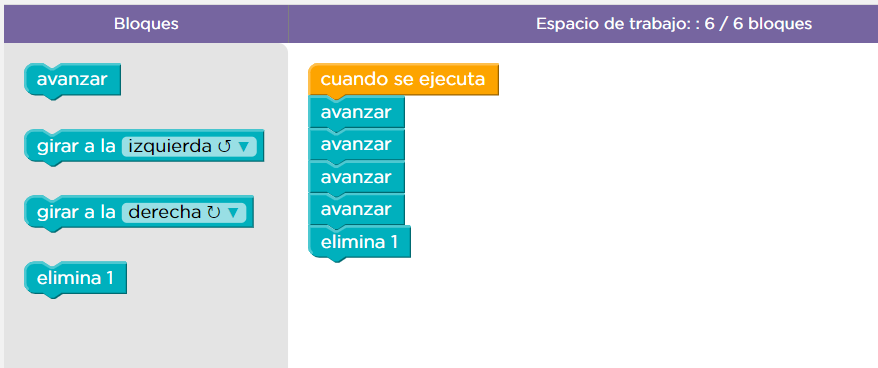 Bloques
Espacio de trabajo: : 6 / 6 bloques
avanzar
girar a la izquierda ↺ ▼
girar a la derecha ↻ ▼
elimina 1
cuando se ejecuta
avanzar
avanzar
avanzar
avanzar
elimina 1